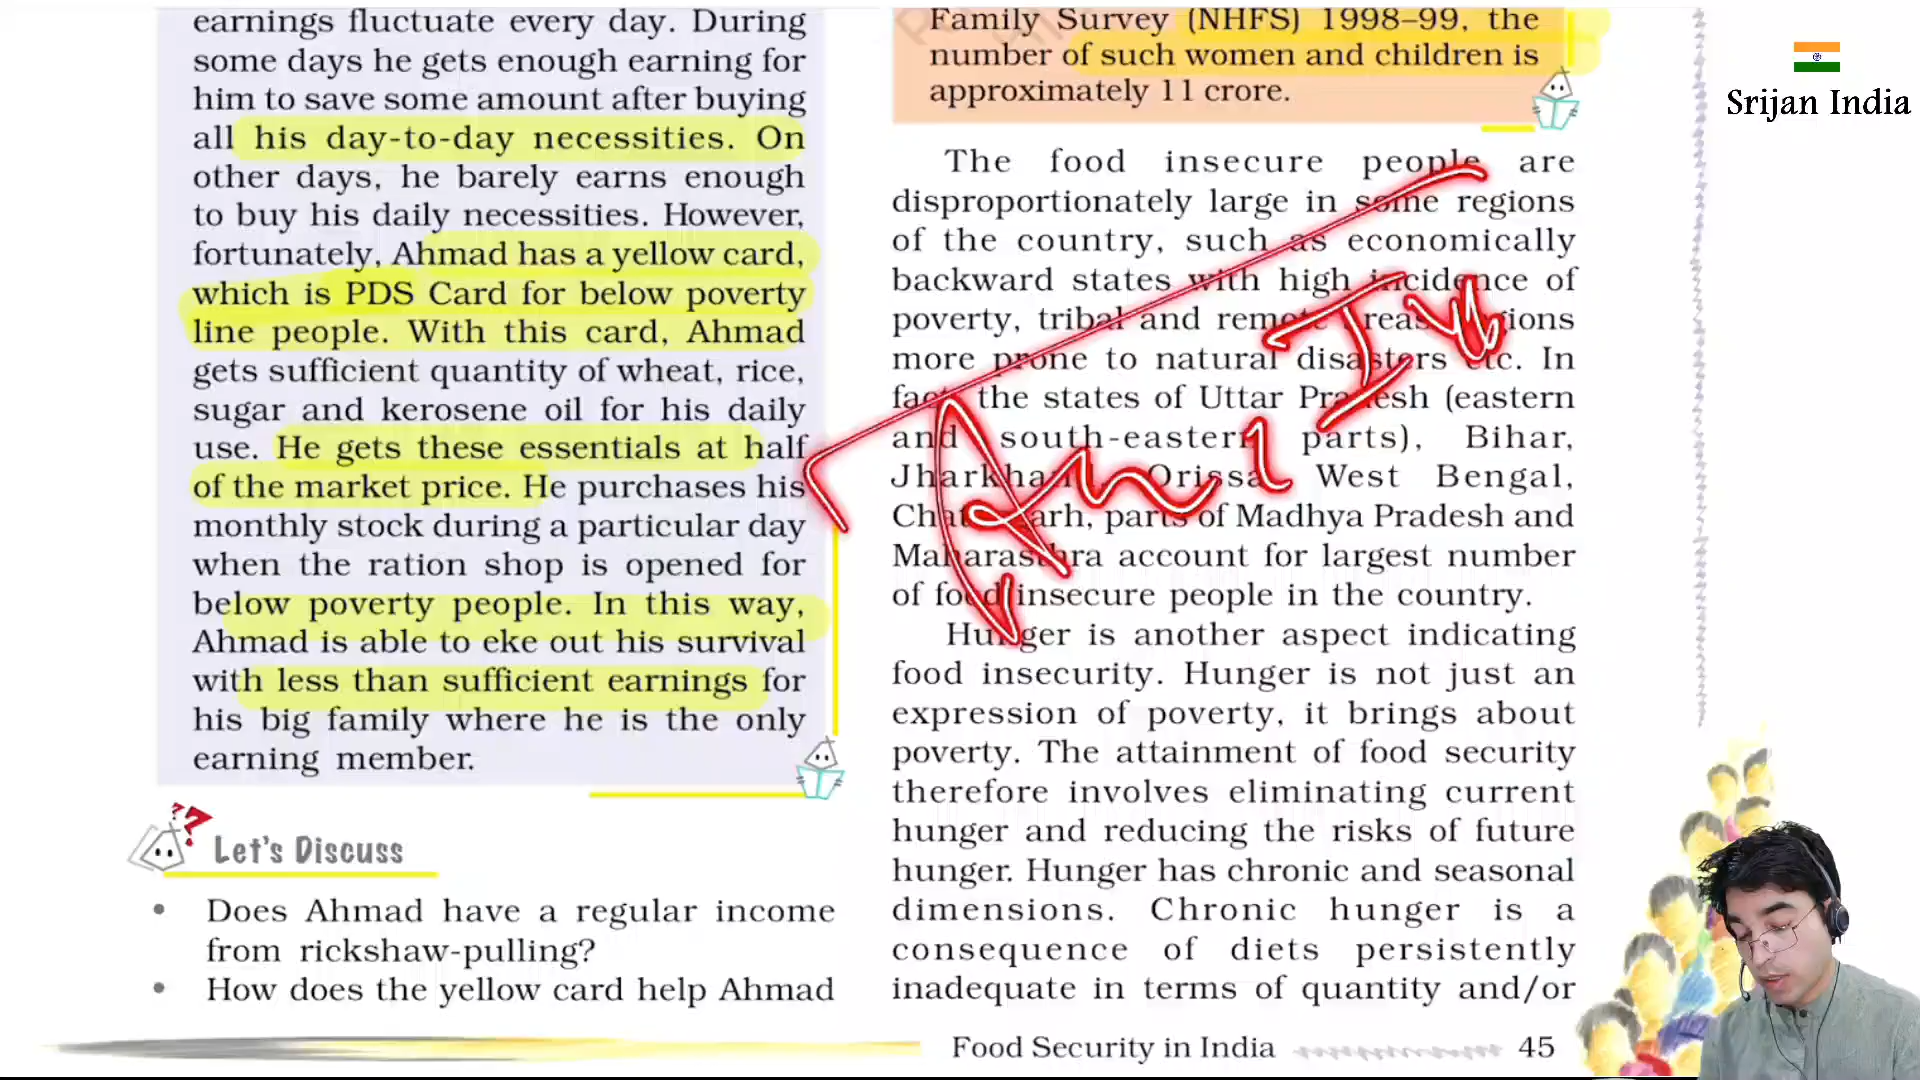 earnings fluctuate every day. During
some days he gets enough earning for
him to save some amount after buying
all his day-to-day necessities. On
other days, he barely earns enough
to buy his daily necessities. However,
fortunately, Ahmad has a yellow card,
which is PDS Card for below poverty
line people. With this card, Ahmad
gets sufficient quantity of wheat, rice,
sugar and kerosene oil for his daily
use. He gets these essentials at half
of the market price. He purchases his
monthly stock during a particular day
when the ration shop is opened for
below poverty people. In this way,
Ahmad is able to eke out his survival
with less than sufficient earnings for
his big family where he is the only
earning member.
Let's Discuss
• Does Ahmad have a regular income
from rickshaw-pulling?
• How does the yellow card help Ahmad
Family Survey (NHFS) 1998–99, the
number of such women and children is
approximately 11 crore.
The food insecure people are
disproportionately large in some regions
of the country, such as economically
backward states with high incidence of
poverty, tribal and remote areas, regions
more prone to natural disasters etc. In
fact, the states of Uttar Pradesh (eastern
and south-eastern parts), Bihar,
Jharkhand, Orissa, West Bengal,
Chattisgarh, parts of Madhya Pradesh and
Maharasthra account for largest number
of food insecure people in the country.
Hunger is another aspect indicating
food insecurity. Hunger is not just an
expression of poverty, it brings about
poverty. The attainment of food security
therefore involves eliminating current
hunger and reducing the risks of future
hunger. Hunger has chronic and seasonal
dimensions. Chronic hunger is a
consequence of diets persistently
inadequate in terms of quantity and/or
Food Security in India 45
Srijan India